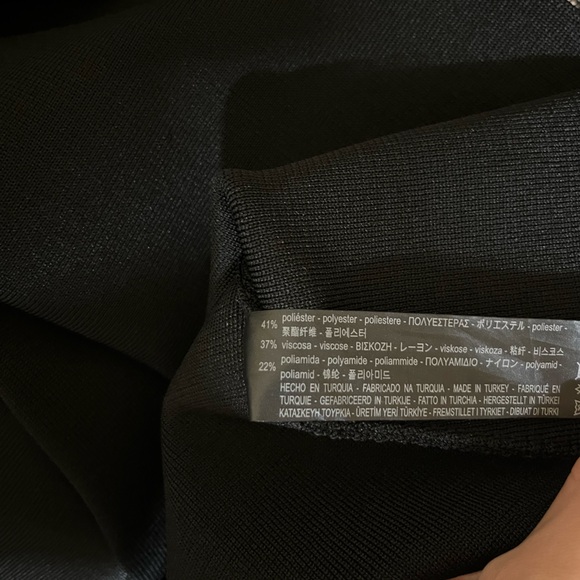 41% poliéster - polyester - poliestere - ΠΟΛΥΕΣΤΕΡΑΣ - ポリエステル - poliester -
聚酯纤维 - 폴리에스터
37% viscosa - viscose - ΒΙΣΚΟΖΗ - レーヨン - viskose - viskoza - 粘纤 - 비스코스
22% poliamida - polyamide - poliammide - ΠΟΛΥΑΜΙΔΙΟ - ナイロン - polyamid -
poliamid - 锦纶 - 폴리아미드
HECHO EN TURQUIA - FABRICADO NA TURQUIA - MADE IN TURKEY - FABRIQUÉ EN
TURQUIE - GEFABRICEERD IN TURKIJE - FATTO IN TURCHIA - HERGESTELLT IN TÜRKEI
ΚΑΤΑΣΚΕΥΗ ΤΟΥΡΚΙΑ - ÜRETİM YERİ TÜRKİYE - FREMSTILLET I TYRKIET - DIBUAT DI TURKI